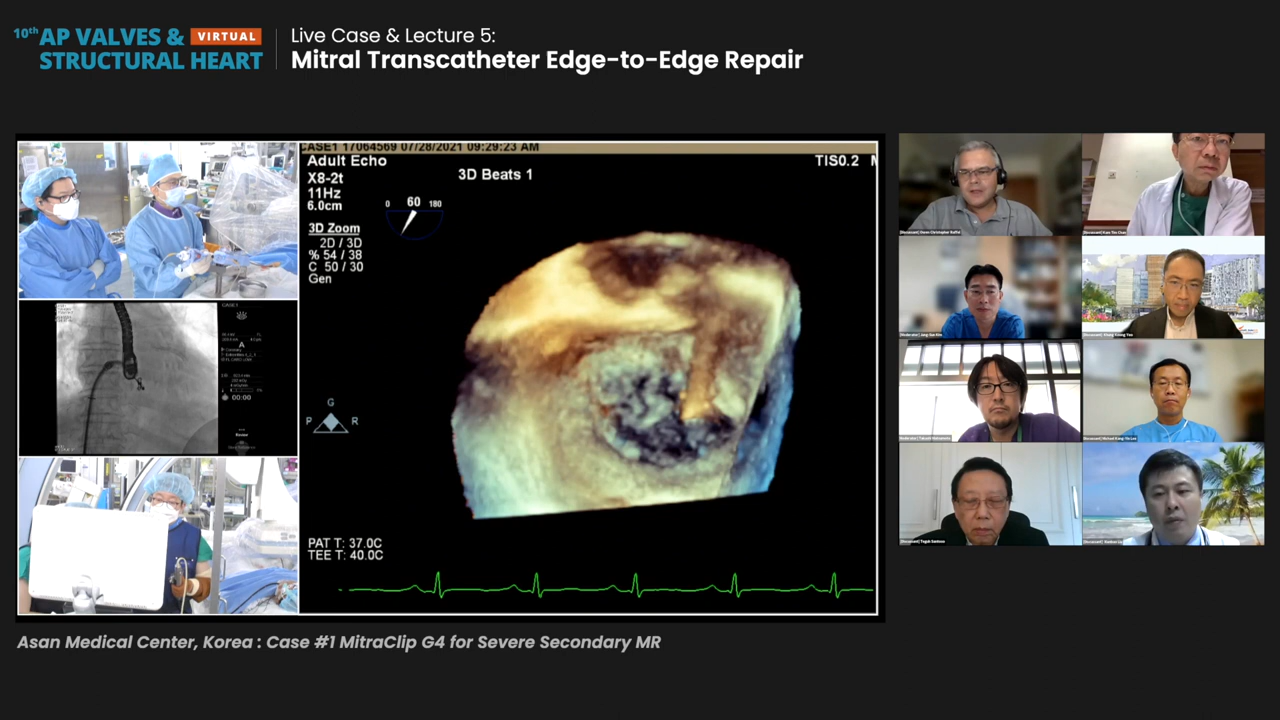 10th AP VALVES & VIRTUAL
STRUCTURAL HEART
Live Case & Lecture 5:
Mitral Transcatheter Edge-to-Edge Repair
CASE1 17064569 07/28/2021 09:29:23 AM
Adult Echo
X8-2t
11Hz
6.0cm
3D Beats 1
TIS0.2
0 60 180
3D Zoom
2D / 3D
% 54 / 38
C 50 / 30
Gen
G
P R
PAT T: 37.0C
TEE T: 40.0C
A
00:00
Asan Medical Center, Korea : Case #1 MitraClip G4 for Severe Secondary MR